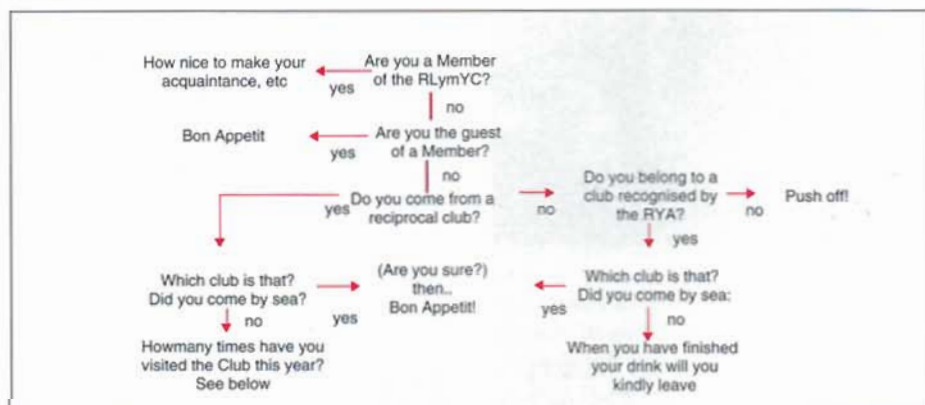 How nice to make your
acquaintance, etc
yes
Are you a Member
of the RLymYC?
no
Bon Appetit
yes
Are you the guest
of a Member?
no
yes
Do you come from a
reciprocal club?
no
Do you belong to a
club recognised by
the RYA?
no
Push off!
yes
Which club is that?
Did you come by sea?
yes
(Are you sure?)
then..
Bon Appetit!
yes
Which club is that?
Did you come by sea:
no
no
Howmany times have you
visited the Club this year?
See below
When you have finished
your drink will you
kindly leave